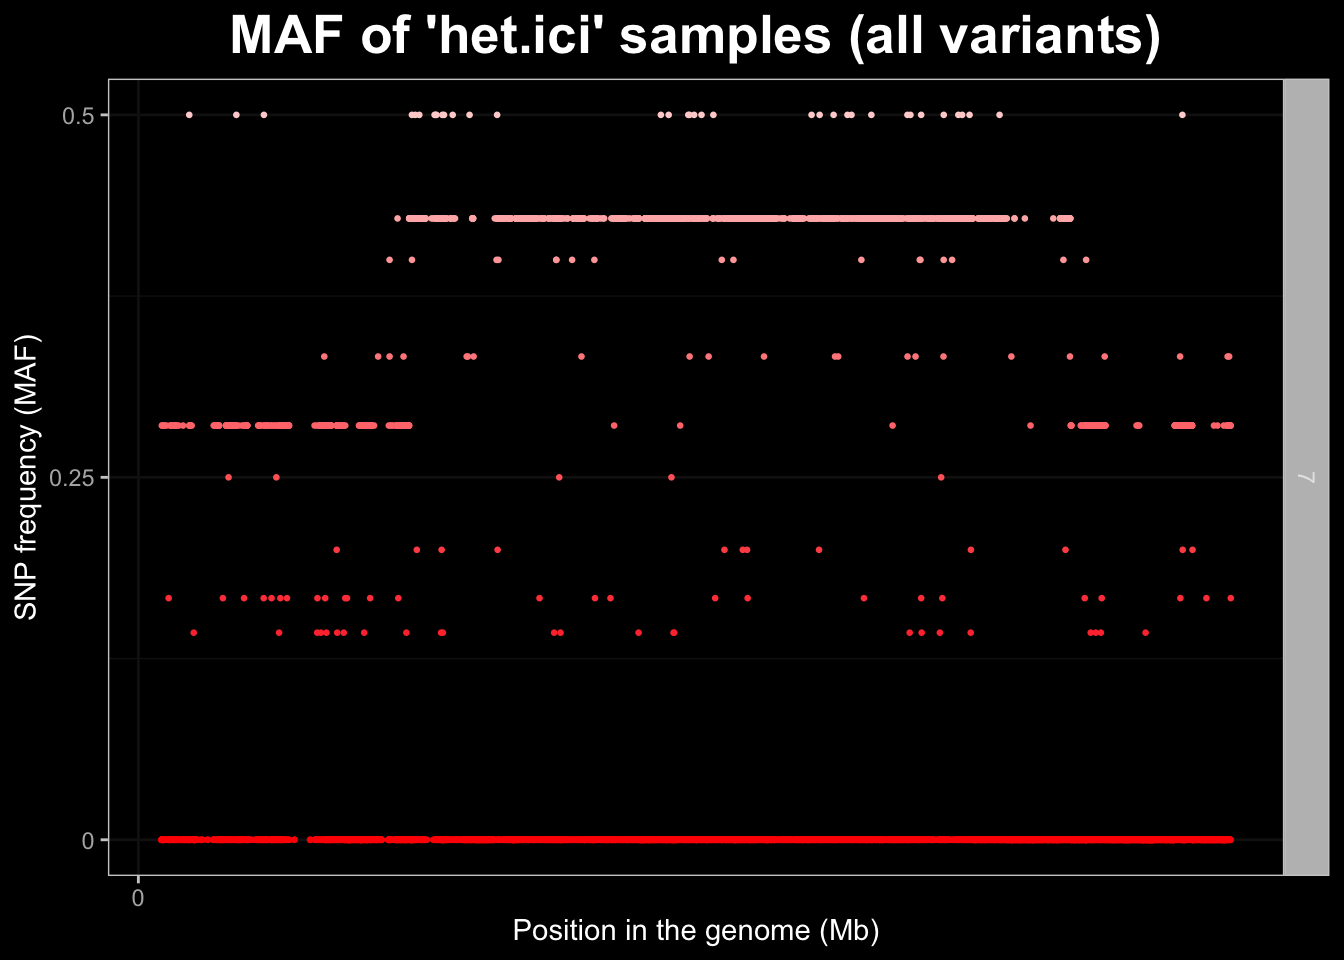 MAF of 'het.ici' samples (all variants)
0.5
0.25
0
SNP frequency (MAF)
7
0
Position in the genome (Mb)